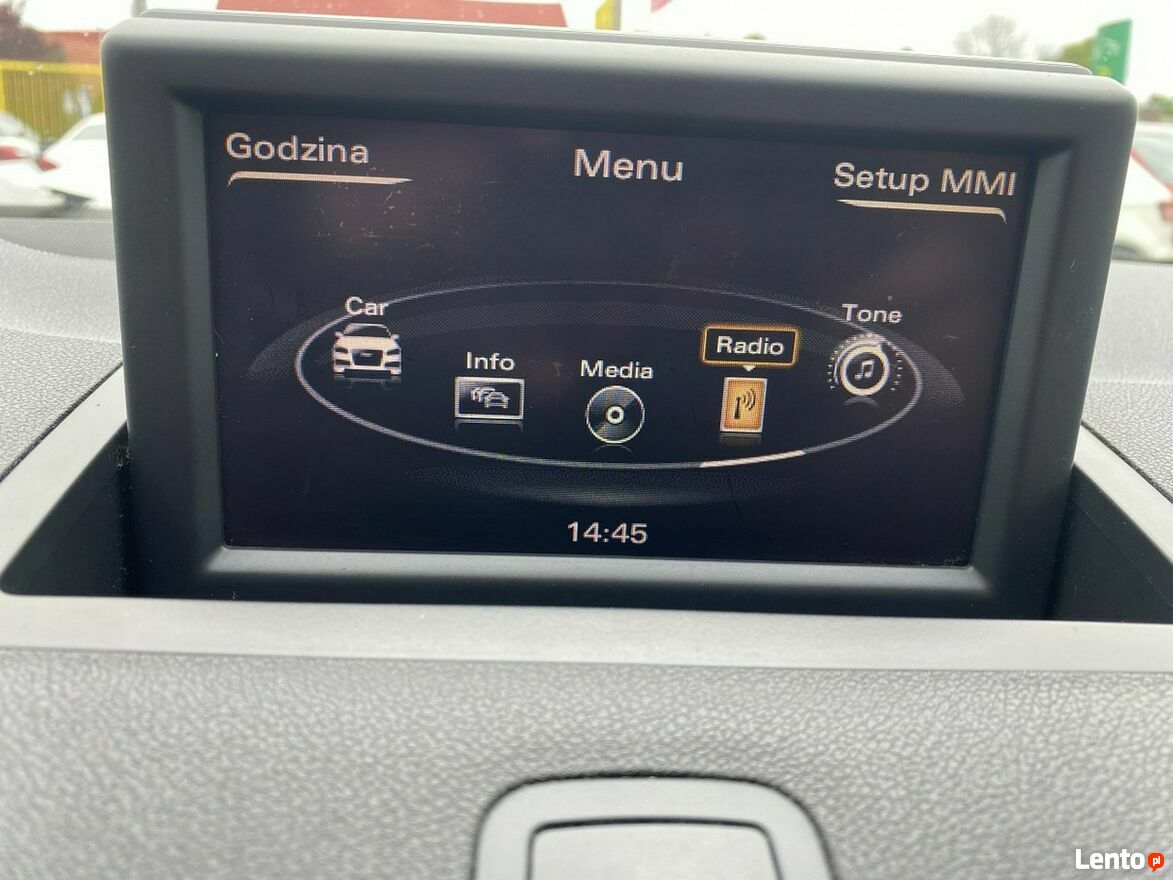 Godzina
Menu
Setup MMI
Car
Info
Media
Radio
Tone
14:45
Lento.pl